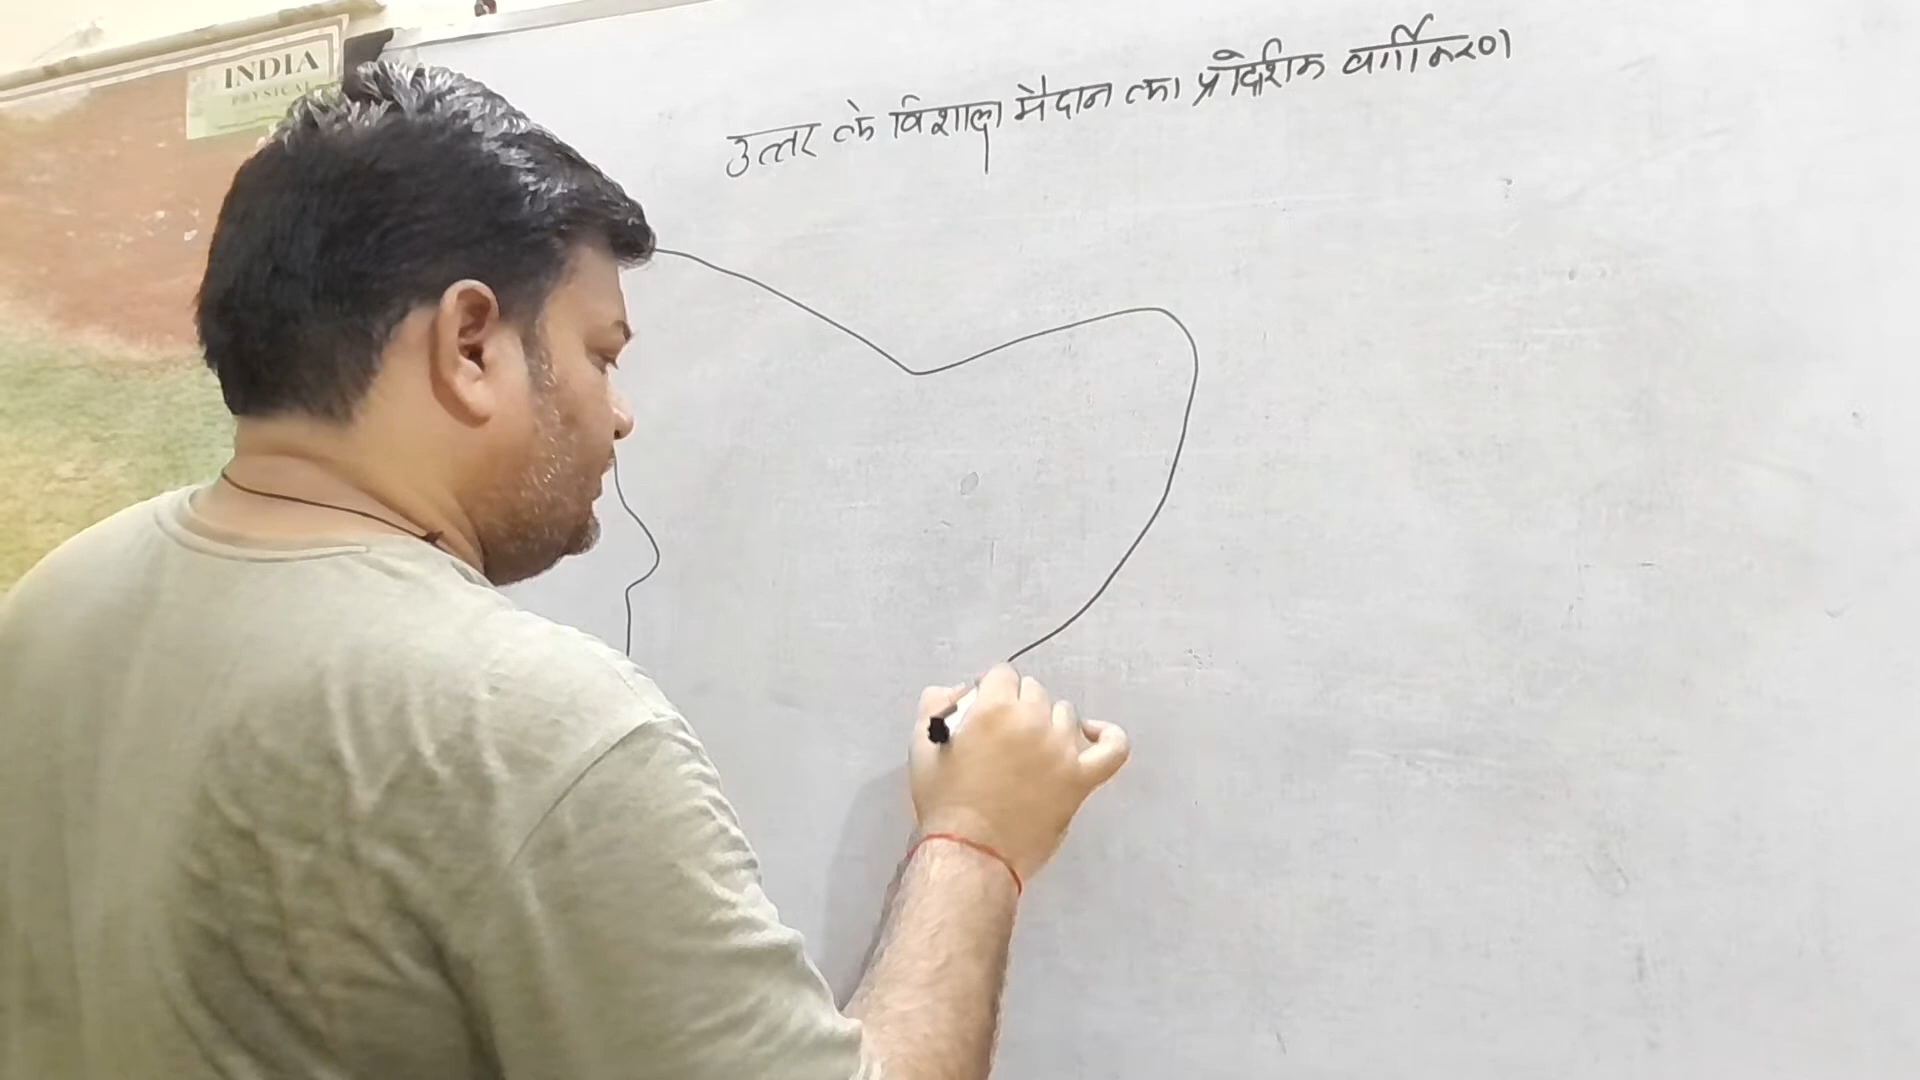 INDIA
PHYSICAL
उत्तर के विशाल मैदान का प्रादेशिक वर्गीकरण